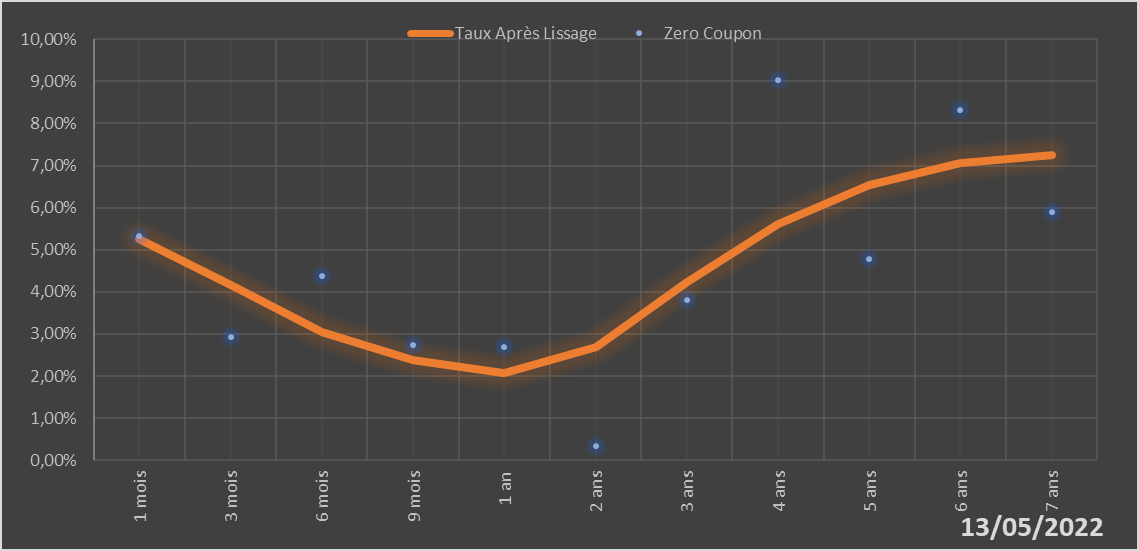 Taux Après Lissage Zero Coupon
10,00%
9,00%
8,00%
7,00%
6,00%
5,00%
4,00%
3,00%
2,00%
1,00%
0,00%
1 mois
3 mois
6 mois
9 mois
1 an
2 ans
3 ans
4 ans
5 ans
6 ans
7 ans
13/05/2022